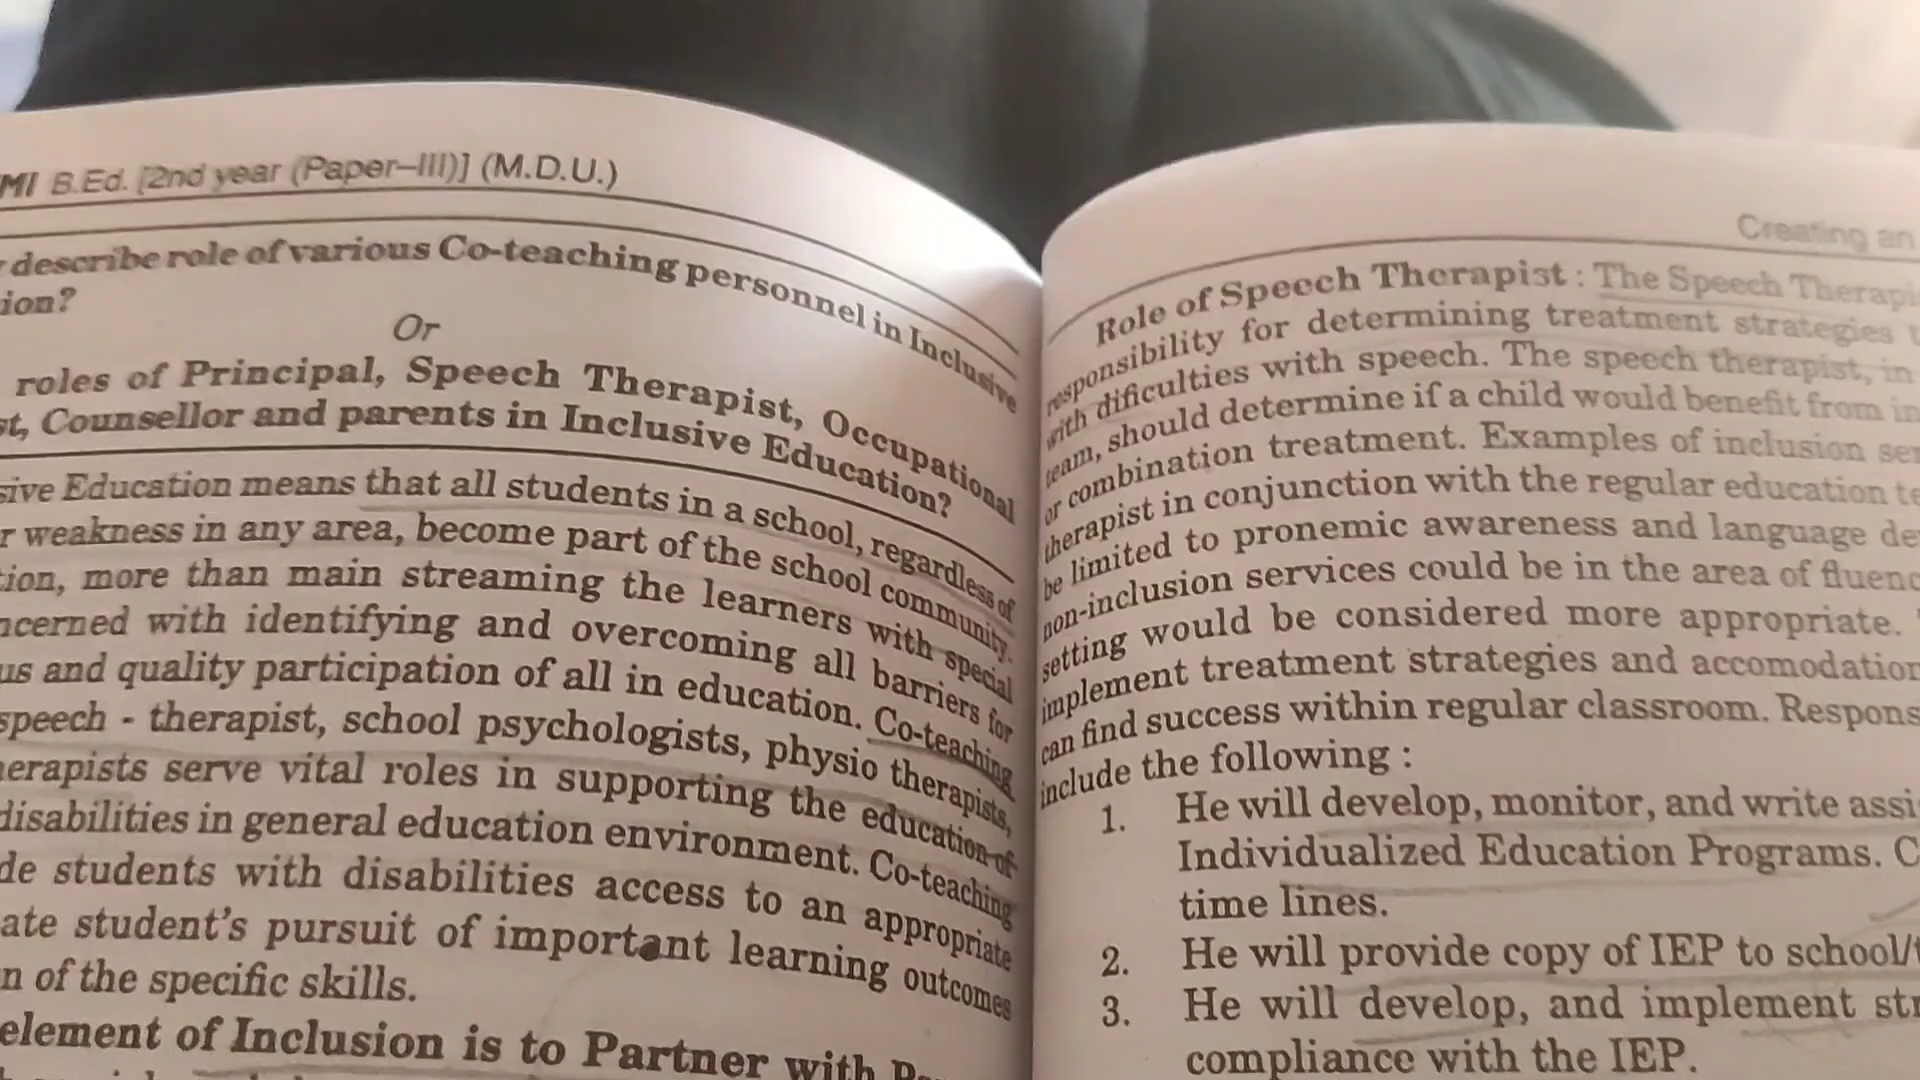 MI B.Ed. [2nd year (Paper–III)] (M.D.U.)
describe role of various Co-teaching personnel in Inclusive
ion?
Or
roles of Principal, Speech Therapist, Occupational
st, Counsellor and parents in Inclusive Education?
sive Education means that all students in a school, regardless of
r weakness in any area, become part of the school community.
tion, more than main streaming the learners with special
ncerned with identifying and overcoming all barriers for
us and quality participation of all in education. Co-teaching
speech - therapist, school psychologists, physio therapists,
herapists serve vital roles in supporting the education of
disabilities in general education environment. Co-teaching
de students with disabilities access to an appropriate
ate student's pursuit of important learning outcomes
n of the specific skills.
element of Inclusion is to Partner with
Creating an
Role of Speech Therapist : The Speech Therapi
responsibility for determining treatment strategies t
with dificulties with speech. The speech therapist, in
team, should determine if a child would benefit from in
or combination treatment. Examples of inclusion ser
therapist in conjunction with the regular education te
be limited to pronemic awareness and language de
non-inclusion services could be in the area of fluenc
setting would be considered more appropriate.
implement treatment strategies and accomodation
can find success within regular classroom. Respons
include the following :
1. He will develop, monitor, and write assi
Individualized Education Programs. C
time lines.
2. He will provide copy of IEP to school/t
3. He will develop, and implement str
compliance with the IEP.